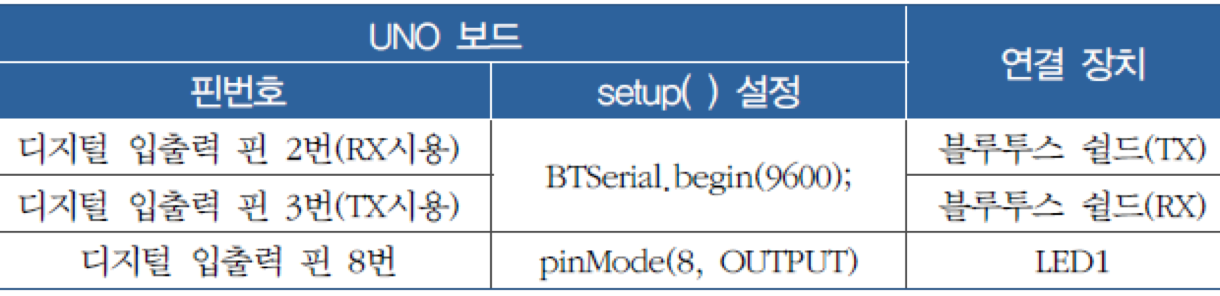 UNO 보드
연결 장치
핀번호
setup( ) 설정
디지털 입출력 핀 2번(RX시용)
BTSerial.begin(9600);
블루투스 쉴드(TX)
디지털 입출력 핀 3번(TX시용)
블루투스 쉴드(RX)
디지털 입출력 핀 8번
pinMode(8, OUTPUT)
LED1